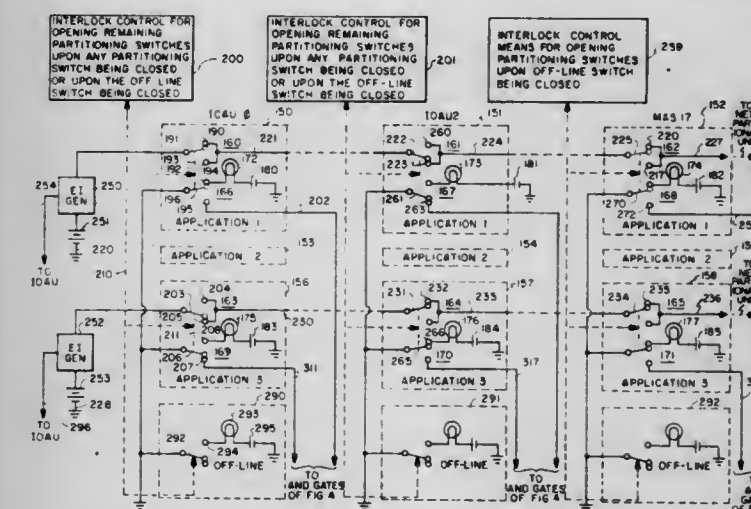 INTERLOCK CONTROL FOR
OPENING REMAINING
PARTITIONING SWITCHES
UPON ANY PARTITIONING
SWITCH BEING CLOSED
OR UPON THE OFF LINE
SWITCH BEING CLOSED
200
INTERLOCK CONTROL FOR
OPENING REMAINING
PARTITIONING SWITCHES
UPON ANY PARTITIONING
SWITCH BEING CLOSED
OR UPON THE OFF-LINE
SWITCH BEING CLOSED
201
INTERLOCK CONTROL
MEANS FOR OPENING
PARTITIONING SWITCHES
UPON OFF-LINE SWITCH
BEING CLOSED
259
IOAU 0 150
IOAU2 151
M&S 17 152
190 160 221
191
193
192
172
194
166
180
196
195
202
APPLICATION 1
260
222 161 224
223
173
181
167
261
263
APPLICATION 1
220
225 162 227
174
217
182
270 168
272
APPLICATION 1
254
EI
GEN
250
251
220
210
TO
IOAU
153
APPLICATION 2
154
APPLICATION 2
APPLICATION 2
156
204
203 163
205
175
208
183
211
206
169
207
230
311
APPLICATION 3
157
232
231 164 233
176
266
184
265
170
317
APPLICATION 3
158
235
234 165 236
177
185
171
APPLICATION 3
252
EI
GEN
253
228
296
TO
IOAU
290
293
292
294
295
OFF-LINE
291
OFF-LINE
292
OFF-LINE
TO
AND GATES
OF FIG 4